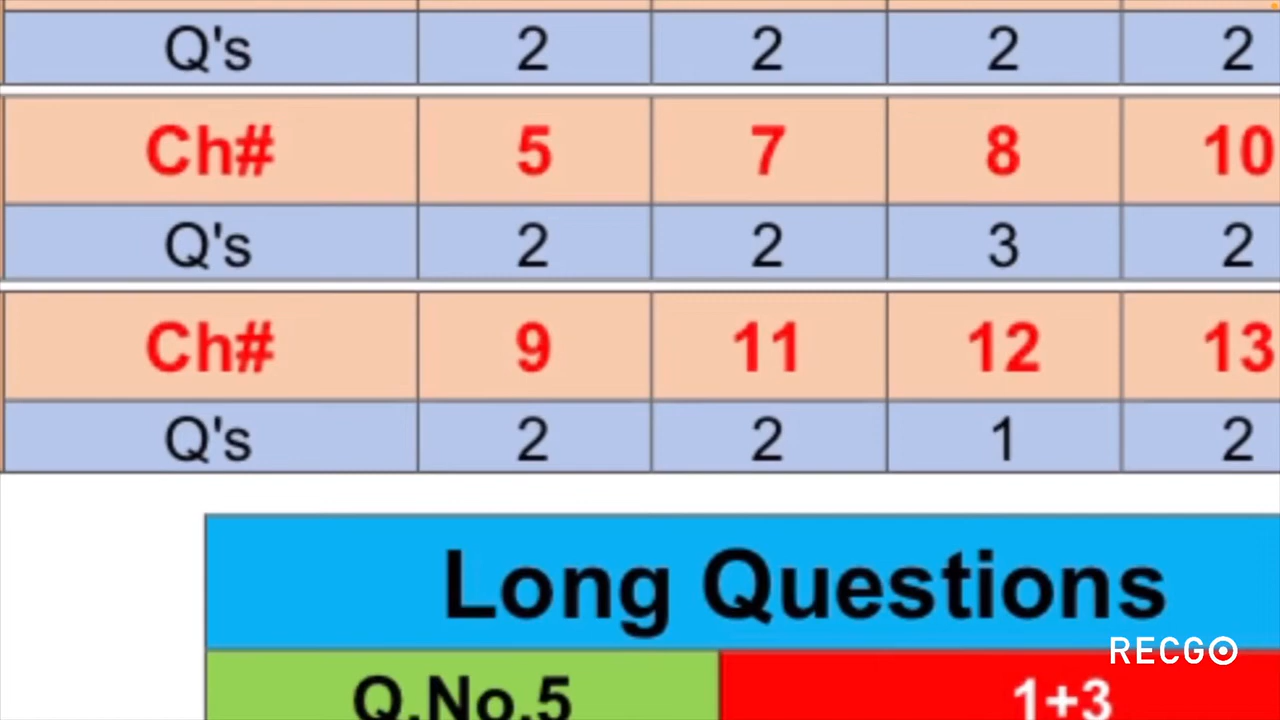 Q's 2 2 2 2
Ch# 5 7 8 10
Q's 2 2 3 2
Ch# 9 11 12 13
Q's 2 2 1 2
Long Questions
RECGO
Q.No.5 1+3